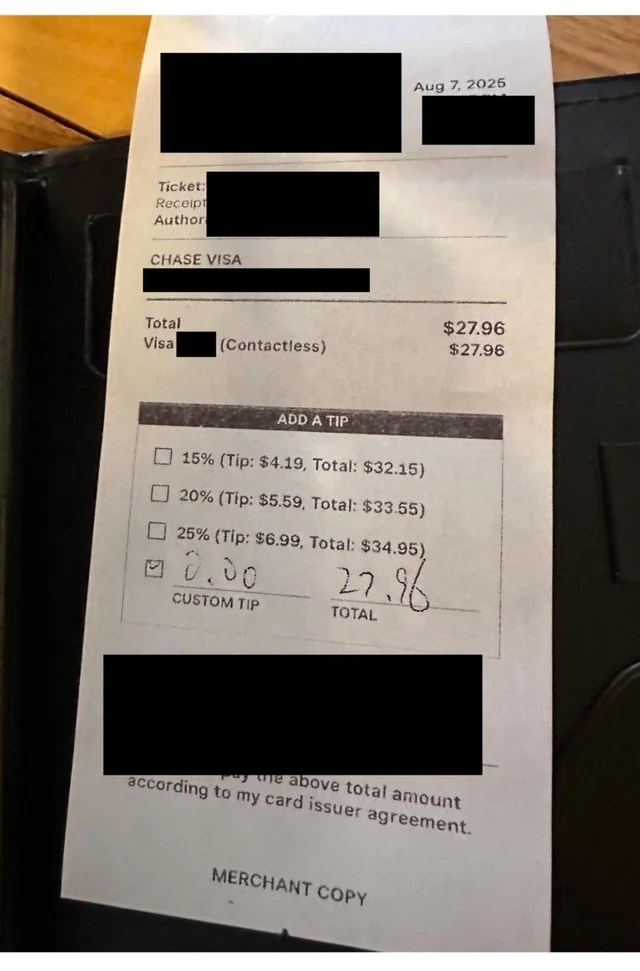 Aug 7, 2025
Ticket:
Receipt
Author
CHASE VISA
Total $27.96
Visa (Contactless) $27.96
ADD A TIP
15% (Tip: $4.19, Total: $32.15)
20% (Tip: $5.59, Total: $33.55)
25% (Tip: $6.99, Total: $34.95)
0.00 27.96
CUSTOM TIP TOTAL
pay the above total amount
according to my card issuer agreement.
MERCHANT COPY